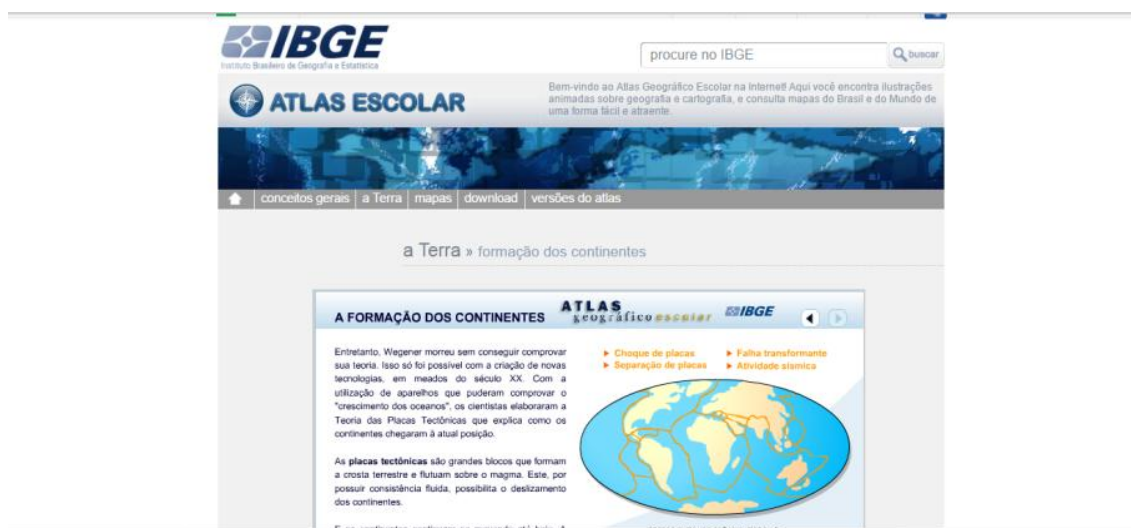 IBGE
Instituto Brasileiro de Geografia e Estatística
procure no IBGE
buscar
ATLAS ESCOLAR
Bem-vindo ao Atlas Geográfico Escolar na Internet! Aqui você encontra ilustrações
animadas sobre geografia e cartografia, e consulta mapas do Brasil e do Mundo de
uma forma fácil e atraente.
conceitos gerais
a Terra
mapas
download
versões do atlas
a Terra » formação dos continentes
A FORMAÇÃO DOS CONTINENTES
ATLAS
geográfico escolar
IBGE
Entretanto, Wegener morreu sem conseguir comprovar
sua teoria. Isso só foi possível com a criação de novas
tecnologias, em meados do século XX. Com a
utilização de aparelhos que puderam comprovar o
"crescimento dos oceanos", os cientistas elaboraram a
Teoria das Placas Tectônicas que explica como os
continentes chegaram à atual posição.
As placas tectônicas são grandes blocos que formam
a crosta terrestre e flutuam sobre o magma. Este, por
possuir consistência fluida, possibilita o deslizamento
dos continentes.
Choque de placas
Falha transformante
Separação de placas
Atividade sísmica